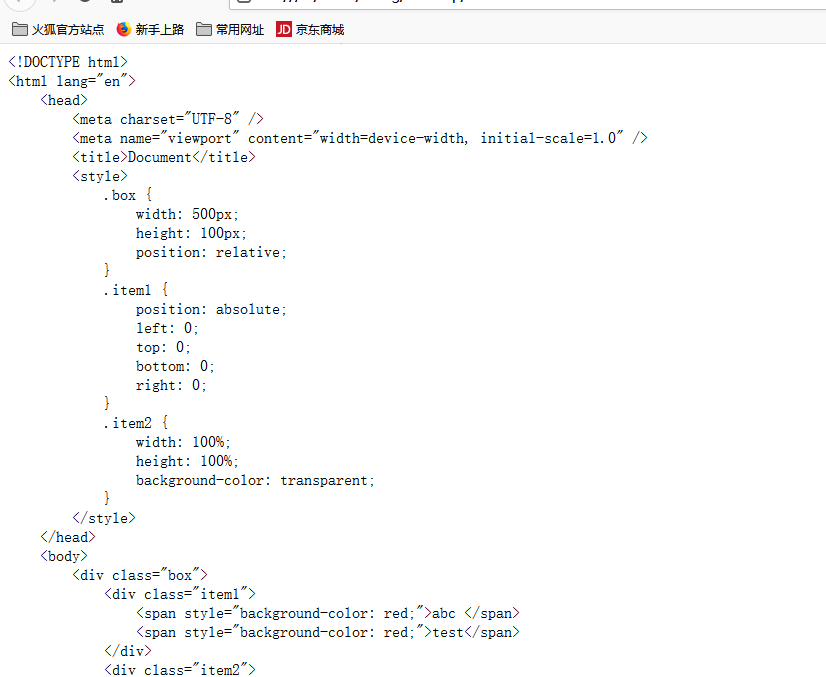 火狐官方站点 新手上路 常用网址 JD 京东商城
<!DOCTYPE html>
<html lang="en">
    <head>
        <meta charset="UTF-8" />
        <meta name="viewport" content="width=device-width, initial-scale=1.0" />
        <title>Document</title>
        <style>
            .box {
                width: 500px;
                height: 100px;
                position: relative;
            }
            .item1 {
                position: absolute;
                left: 0;
                top: 0;
                bottom: 0;
                right: 0;
            }
            .item2 {
                width: 100%;
                height: 100%;
                background-color: transparent;
            }
        </style>
    </head>
    <body>
        <div class="box">
            <div class="item1">
                <span style="background-color: red;">abc </span>
                <span style="background-color: red;">test</span>
            </div>
            <div class="item2">